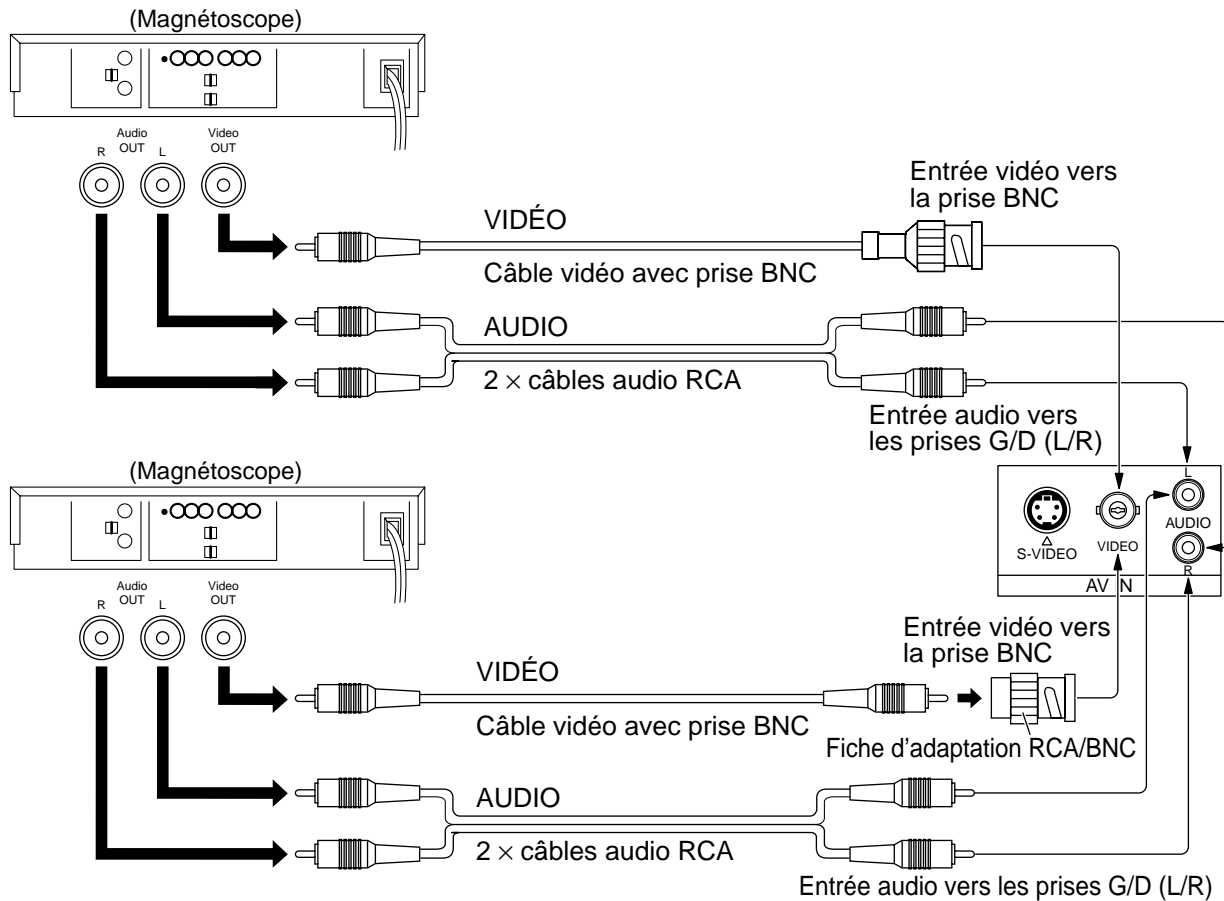 (Magnétoscope)
Audio
OUT
R
L
Video
OUT
VIDÉO
Câble vidéo avec prise BNC
Entrée vidéo vers
la prise BNC
AUDIO
2 × câbles audio RCA
Entrée audio vers
les prises G/D (L/R)
(Magnétoscope)
Audio
OUT
R
L
Video
OUT
S-VIDEO
VIDEO
L
AUDIO
R
AV IN
VIDÉO
Câble vidéo avec prise BNC
Entrée vidéo vers
la prise BNC
Fiche d'adaptation RCA/BNC
AUDIO
2 × câbles audio RCA
Entrée audio vers les prises G/D (L/R)